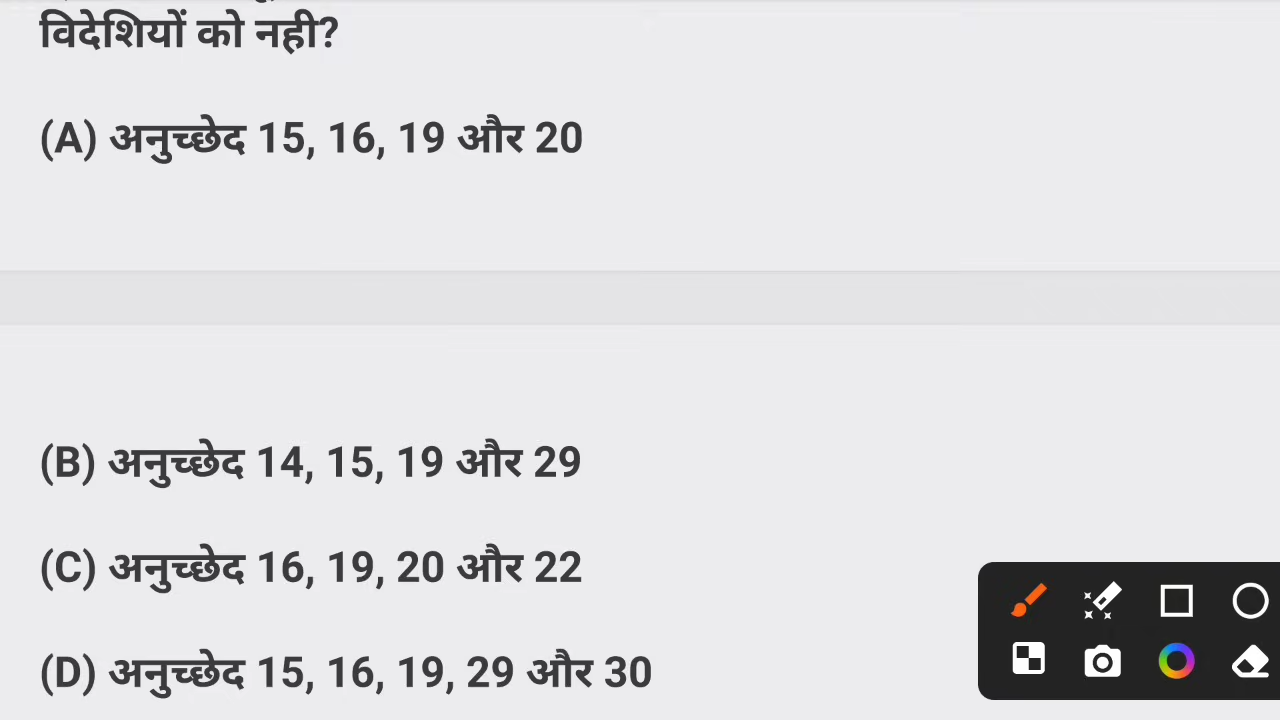 विदेशियों को नही?
(A) अनुच्छेद 15, 16, 19 और 20
(B) अनुच्छेद 14, 15, 19 और 29
(C) अनुच्छेद 16, 19, 20 और 22
(D) अनुच्छेद 15, 16, 19, 29 और 30